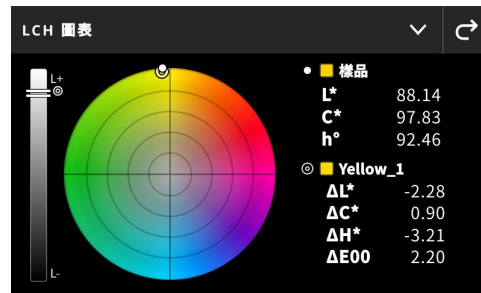 LCH 圖表
L+
L-
樣品
L* 88.14
C* 97.83
h° 92.46
Yellow_1
ΔL* -2.28
ΔC* 0.90
ΔH* -3.21
ΔE00 2.20